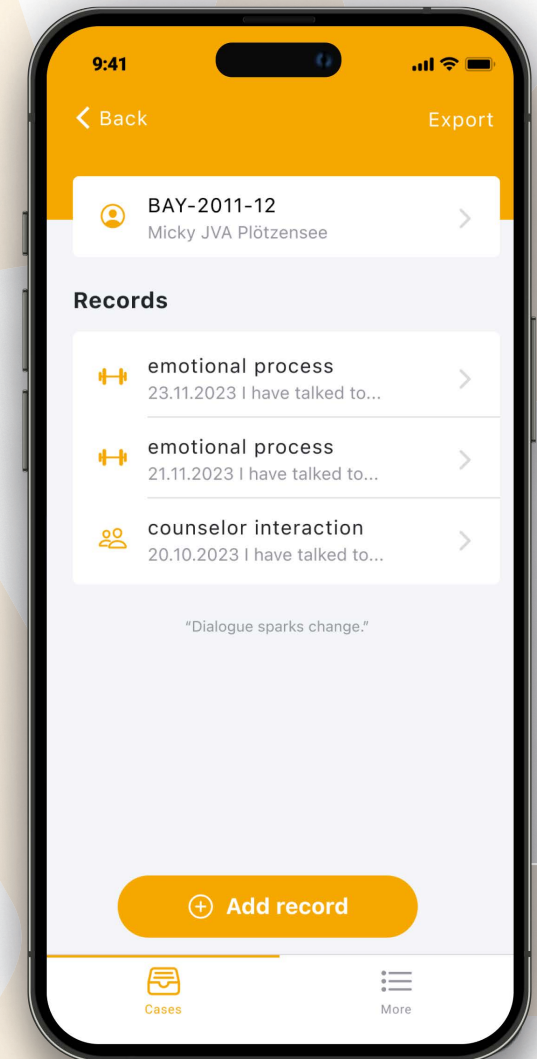 9:41
Back
Export
BAY-2011-12
Micky JVA Plötzensee
Records
emotional process
23.11.2023 I have talked to...
emotional process
21.11.2023 I have talked to...
counselor interaction
20.10.2023 I have talked to...
“Dialogue sparks change.”
Add record
Cases
More